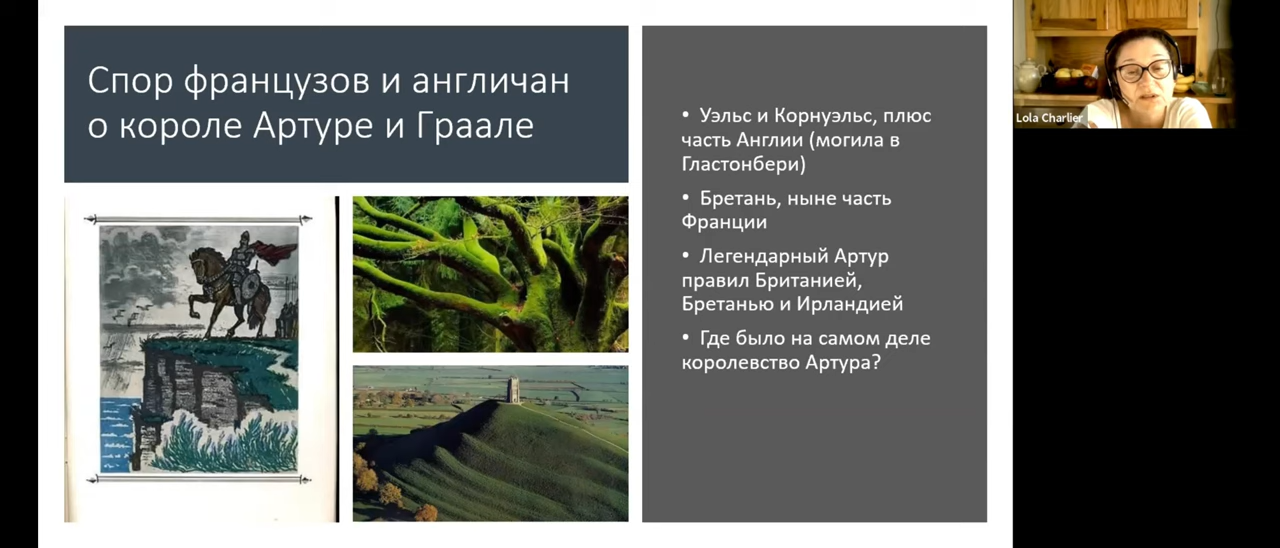 Спор французов и англичан
о короле Артуре и Граале
• Уэльс и Корнуэльс, плюс
часть Англии (могила в
Гластонбери)
• Бретань, ныне часть
Франции
• Легендарный Артур
правил Британией,
Бретанью и Ирландией
• Где было на самом деле
королевство Артура?
Lola Charlier